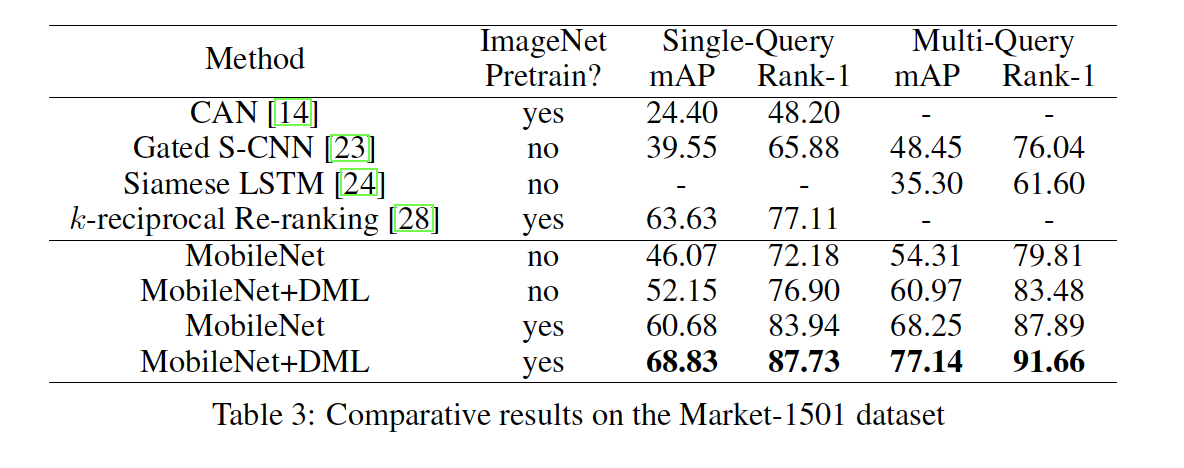 Method ImageNet Pretrain? Single-Query Multi-Query
mAP Rank-1 mAP Rank-1
CAN [14] yes 24.40 48.20 - -
Gated S-CNN [23] no 39.55 65.88 48.45 76.04
Siamese LSTM [24] no - - 35.30 61.60
k-reciprocal Re-ranking [28] yes 63.63 77.11 - -
MobileNet no 46.07 72.18 54.31 79.81
MobileNet+DML no 52.15 76.90 60.97 83.48
MobileNet yes 60.68 83.94 68.25 87.89
MobileNet+DML yes 68.83 87.73 77.14 91.66
Table 3: Comparative results on the Market-1501 dataset